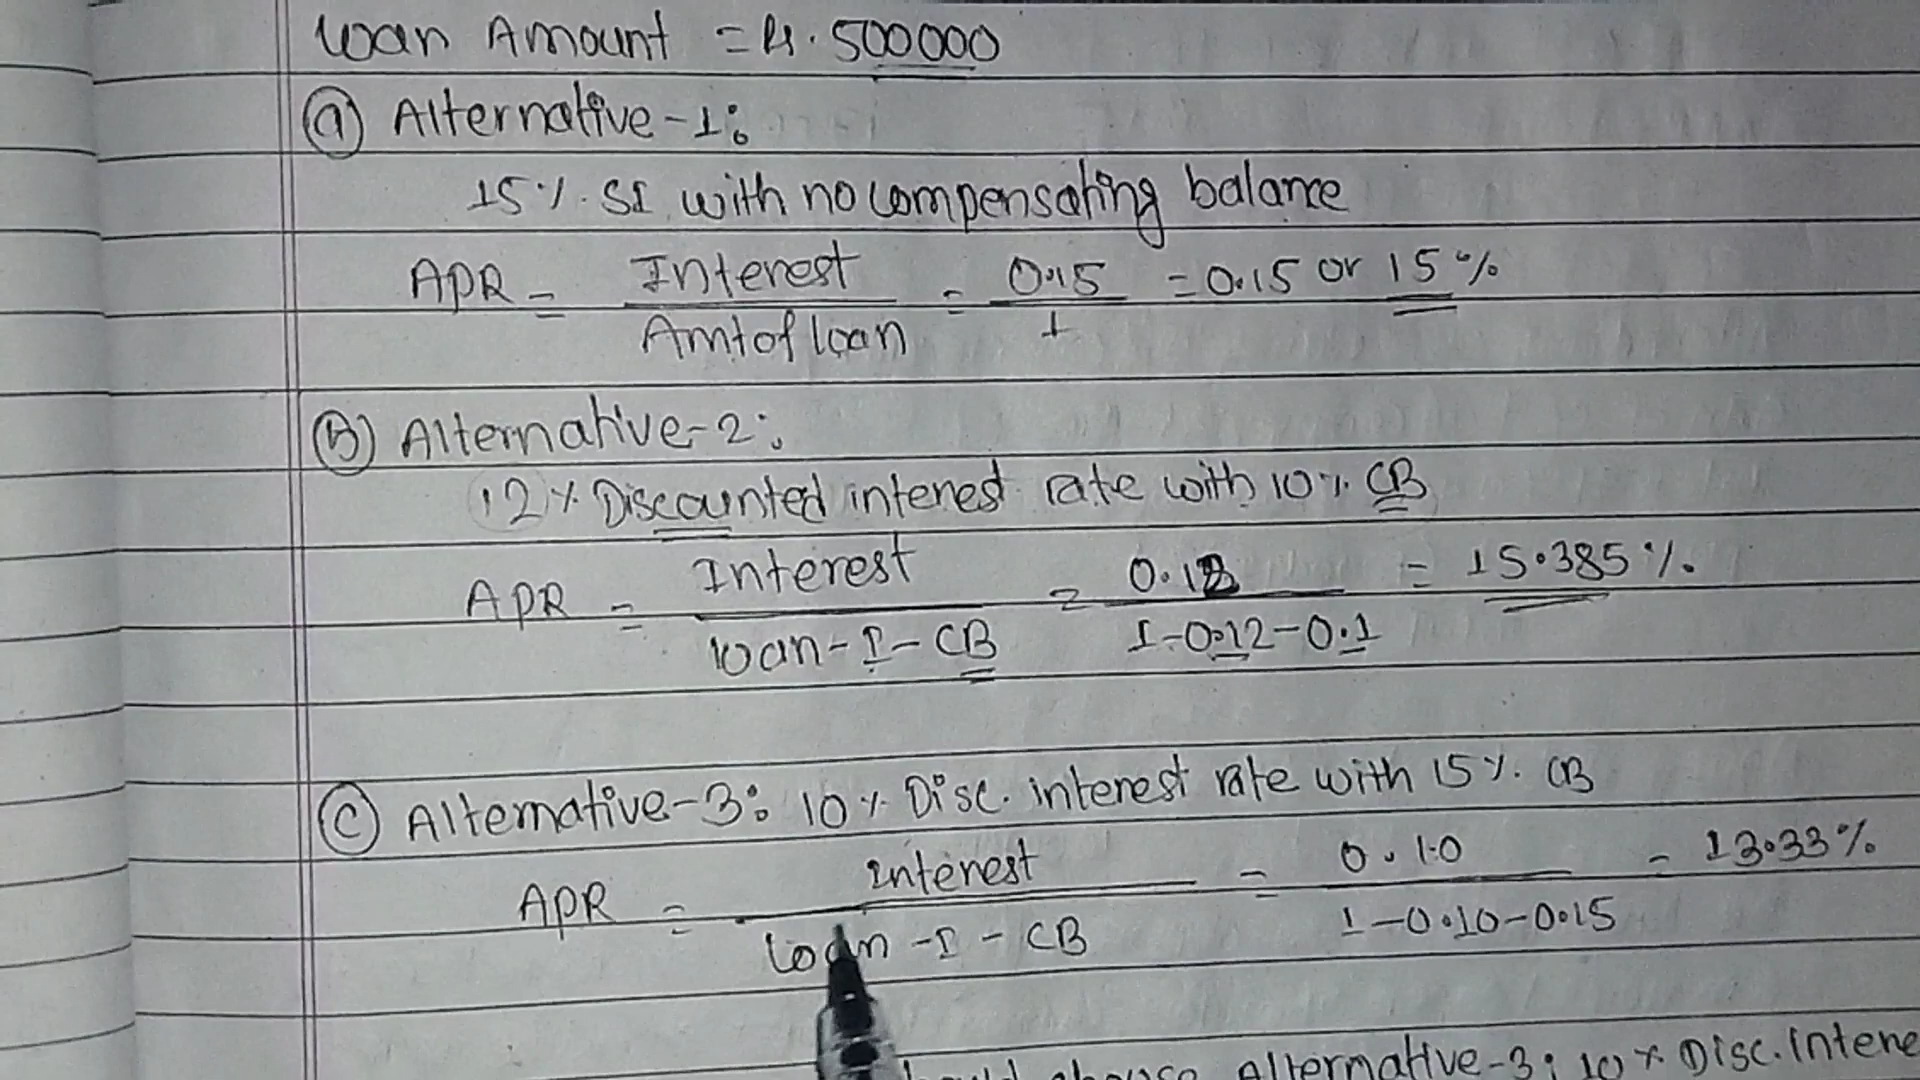 Loan Amount = R. 500000
(a) Alternative-1:
15% SI with no compensating balance
APR = Interest / Amt of loan = 0.15 / 1 = 0.15 or 15%
(B) Alternative-2:
12% Discounted interest rate with 10% CB
APR = Interest / loan-I-CB = 0.12 / 1-0.12-0.1 = 15.385%
(C) Alternative-3: 10% Disc. interest rate with 15% CB
APR = interest / loan-I-CB = 0.10 / 1-0.10-0.15 = 13.33%
Alternative-3: 10% Disc. intere